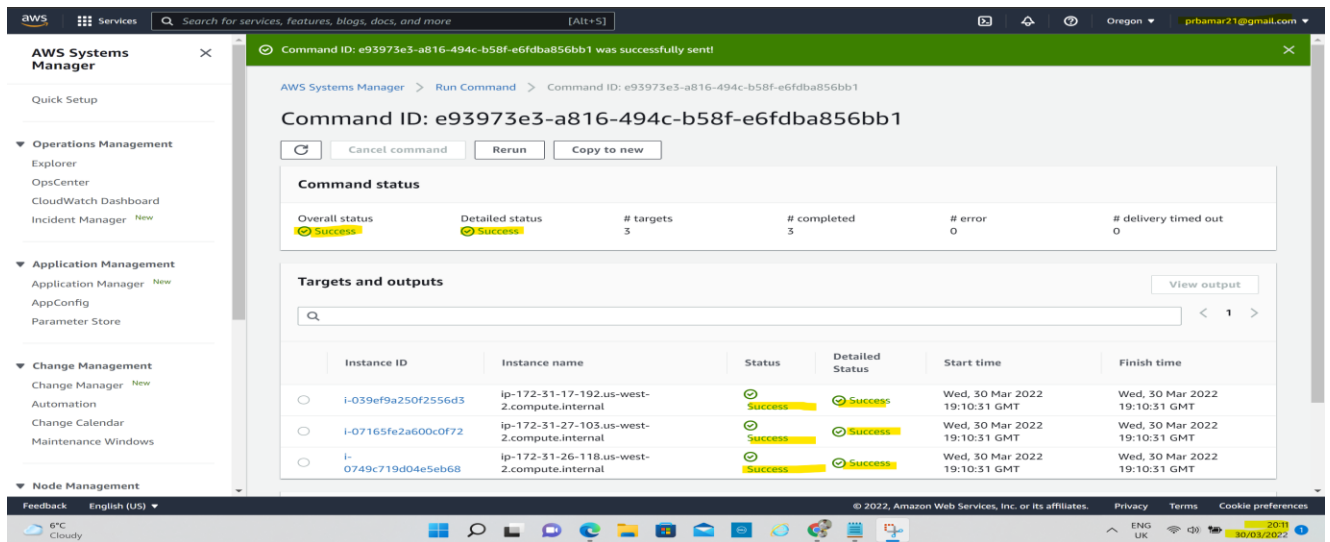 aws
Services
Search for services, features, blogs, docs, and more
[Alt+S]
Oregon
prbamar21@gmail.com
AWS Systems
Manager
Quick Setup
Operations Management
Explorer
OpsCenter
CloudWatch Dashboard
Incident Manager New
Application Management
Application Manager New
AppConfig
Parameter Store
Change Management
Change Manager New
Automation
Change Calendar
Maintenance Windows
Node Management
Command ID: e93973e3-a816-494c-b58f-e6fdba856bb1 was successfully sent!
AWS Systems Manager > Run Command > Command ID: e93973e3-a816-494c-b58f-e6fdba856bb1
Command ID: e93973e3-a816-494c-b58f-e6fdba856bb1
Cancel command Rerun Copy to new
Command status
Overall status Detailed status # targets # completed # error # delivery timed out
Success Success 3 3 0 0
Targets and outputs
View output
< 1 >
Instance ID Instance name Status Detailed Status Start time Finish time
i-039ef9a250f2556d3 ip-172-31-17-192.us-west-2.compute.internal Success Success Wed, 30 Mar 2022 19:10:31 GMT Wed, 30 Mar 2022 19:10:31 GMT
i-07165fe2a600c0f72 ip-172-31-27-103.us-west-2.compute.internal Success Success Wed, 30 Mar 2022 19:10:31 GMT Wed, 30 Mar 2022 19:10:31 GMT
i-0749c719d04e5eb68 ip-172-31-26-118.us-west-2.compute.internal Success Success Wed, 30 Mar 2022 19:10:31 GMT Wed, 30 Mar 2022 19:10:31 GMT
Feedback English (US)
© 2022, Amazon Web Services, Inc. or its affiliates. Privacy Terms Cookie preferences
6°C
Cloudy
ENG
UK
20:11
30/03/2022
1